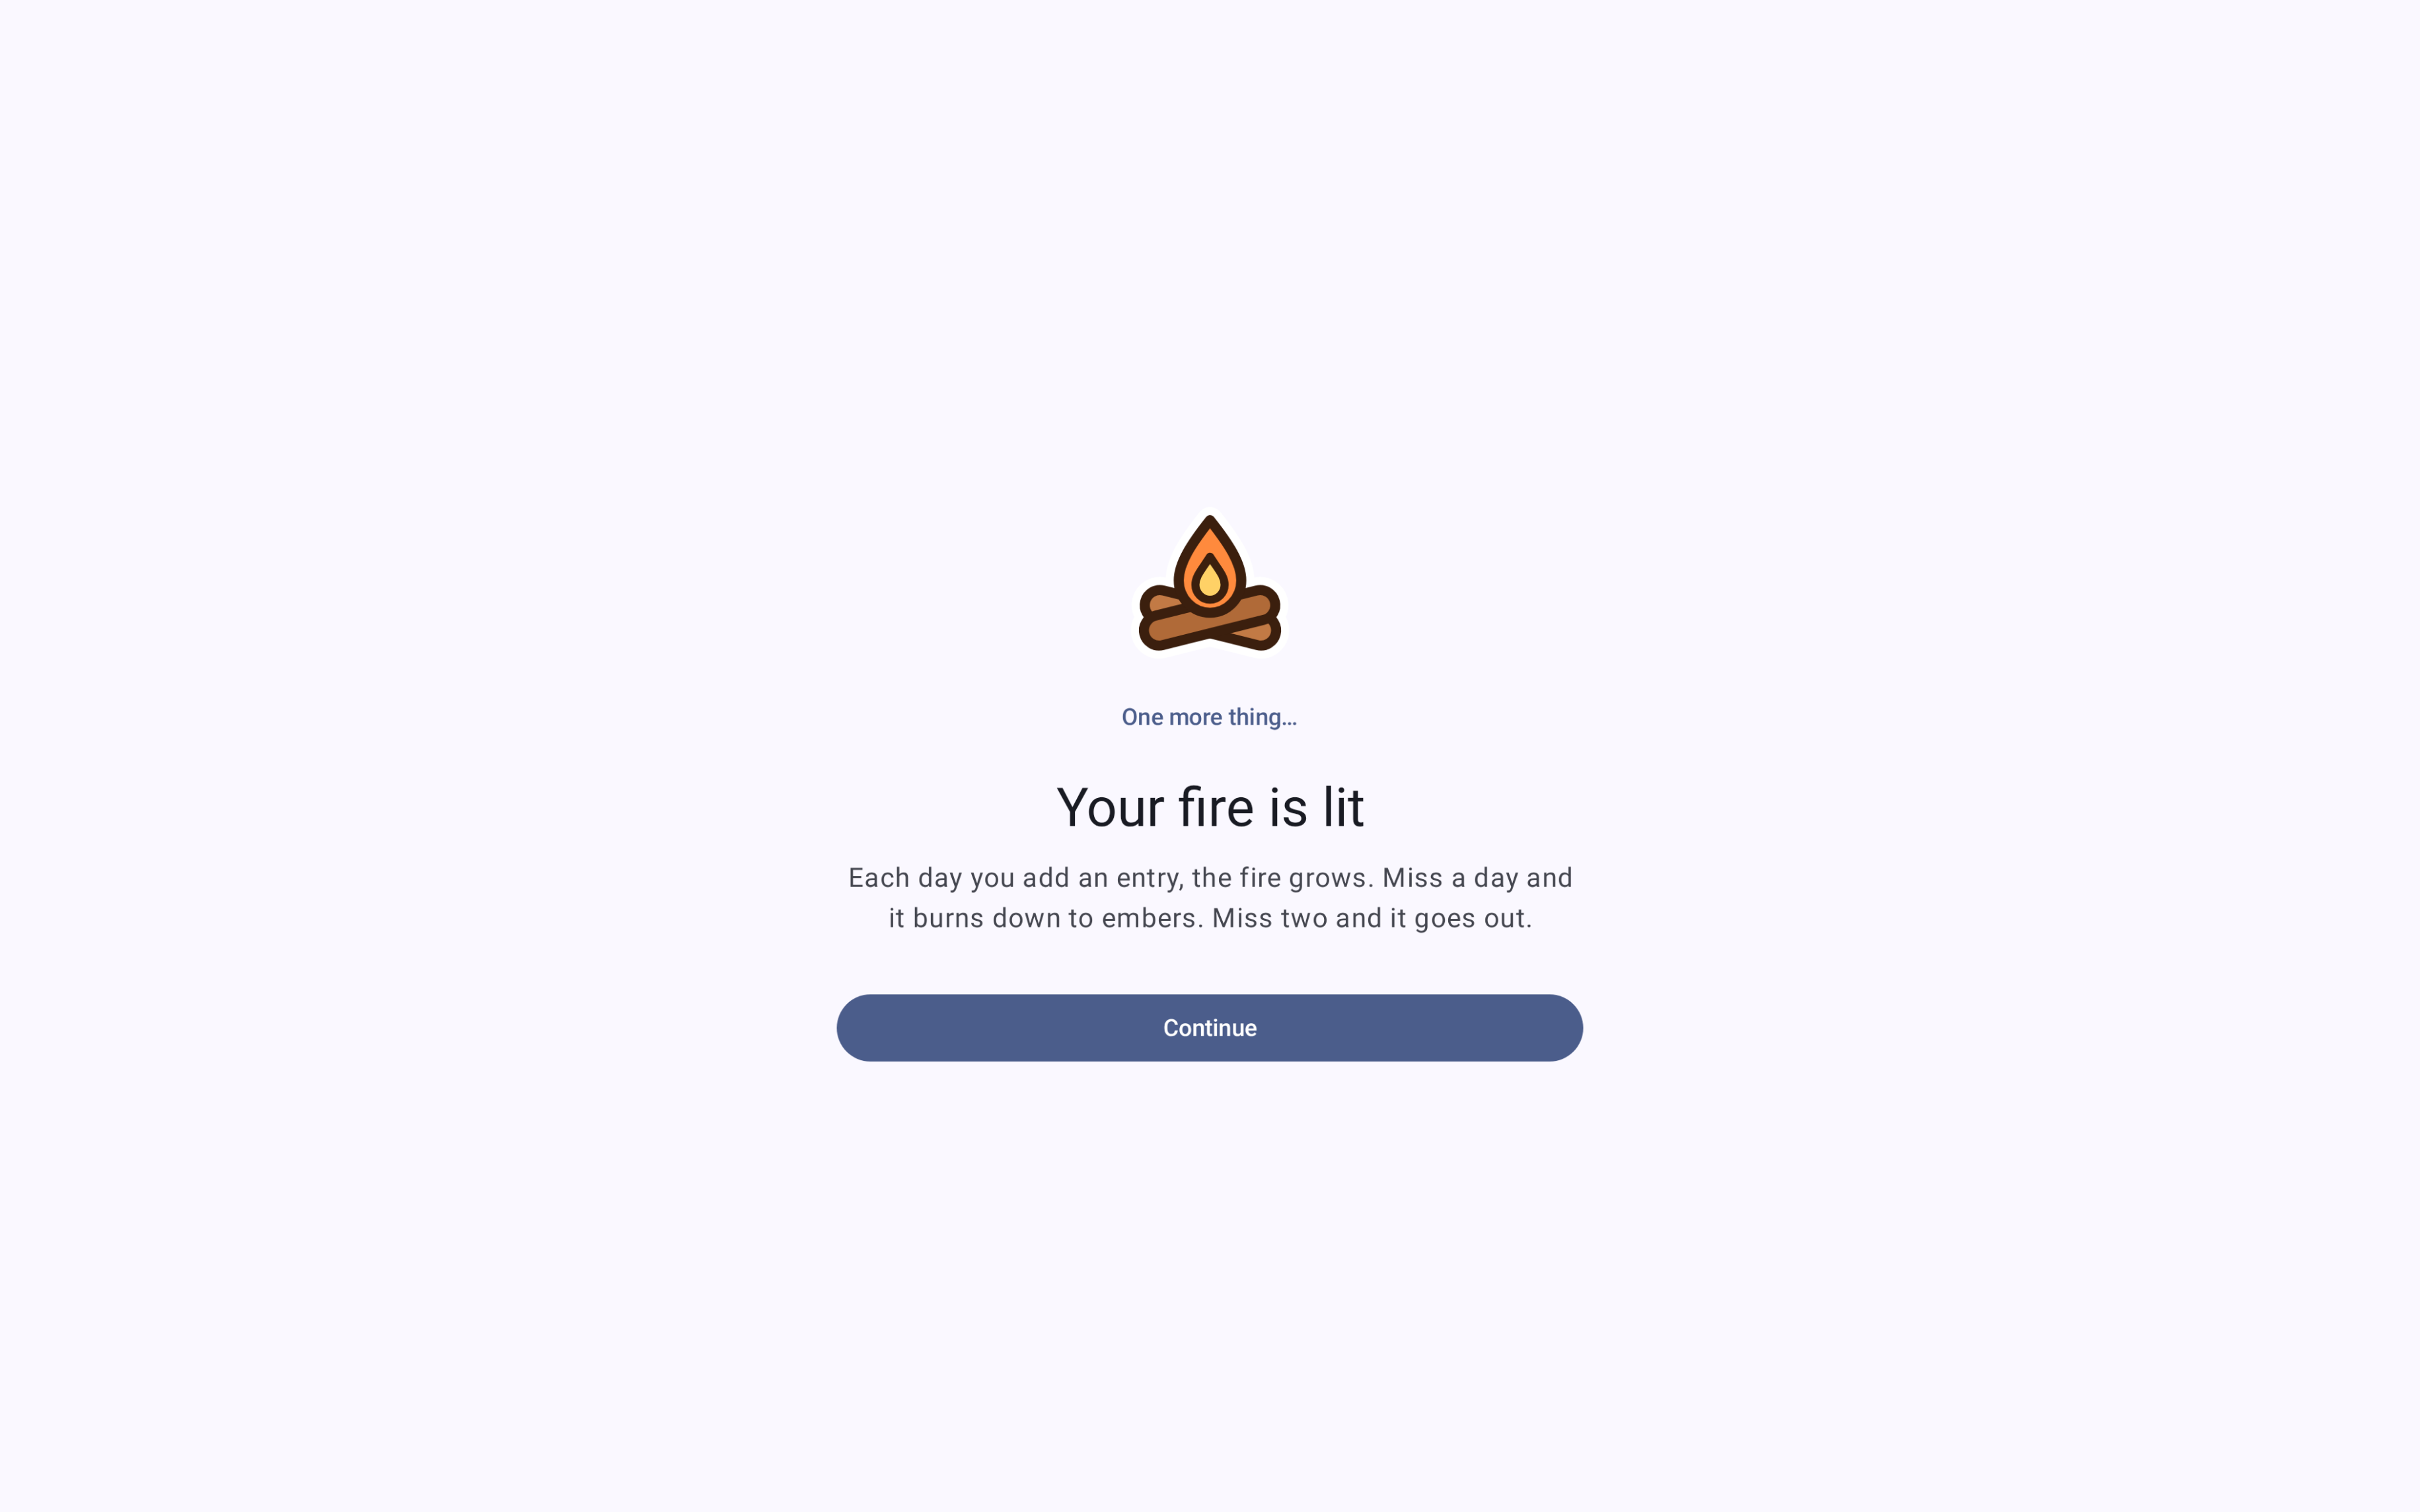 One more thing...
Your fire is lit
Each day you add an entry, the fire grows. Miss a day and
it burns down to embers. Miss two and it goes out.
Continue